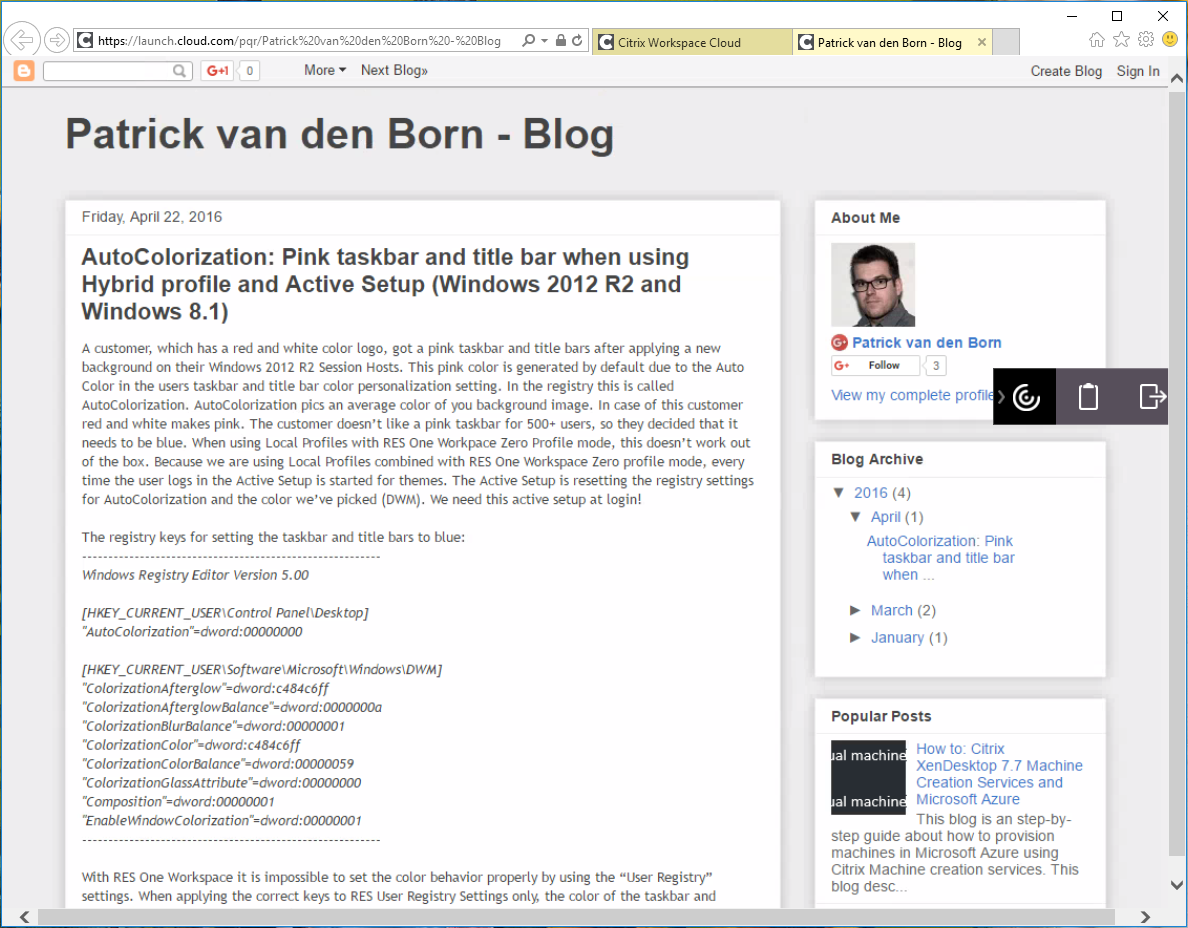 https://launch.cloud.com/pqr/Patrick%20van%20den%20Born%20-%20Blog
Citrix Workspace Cloud
Patrick van den Born - Blog
G+1 0
More
Next Blog»
Create Blog Sign In
Patrick van den Born - Blog
Friday, April 22, 2016
AutoColorization: Pink taskbar and title bar when using
Hybrid profile and Active Setup (Windows 2012 R2 and
Windows 8.1)
A customer, which has a red and white color logo, got a pink taskbar and title bars after applying a new
background on their Windows 2012 R2 Session Hosts. This pink color is generated by default due to the Auto
Color in the users taskbar and title bar color personalization setting. In the registry this is called
AutoColorization. AutoColorization pics an average color of you background image. In case of this customer
red and white makes pink. The customer doesn't like a pink taskbar for 500+ users, so they decided that it
needs to be blue. When using Local Profiles with RES One Workpace Zero Profile mode, this doesn't work out
of the box. Because we are using Local Profiles combined with RES One Workspace Zero profile mode, every
time the user logs in the Active Setup is started for themes. The Active Setup is resetting the registry settings
for AutoColorization and the color we've picked (DWM). We need this active setup at login!
The registry keys for setting the taskbar and title bars to blue:
--------------------------------------------------------
Windows Registry Editor Version 5.00
[HKEY_CURRENT_USER\Control Panel\Desktop]
"AutoColorization"=dword:00000000
[HKEY_CURRENT_USER\Software\Microsoft\Windows\DWM]
"ColorizationAfterglow"=dword:c484c6ff
"ColorizationAfterglowBalance"=dword:0000000a
"ColorizationBlurBalance"=dword:00000001
"ColorizationColor"=dword:c484c6ff
"ColorizationColorBalance"=dword:00000059
"ColorizationGlassAttribute"=dword:00000000
"Composition"=dword:00000001
"EnableWindowColorization"=dword:00000001
--------------------------------------------------------
With RES One Workspace it is impossible to set the color behavior properly by using the “User Registry”
settings. When applying the correct keys to RES User Registry Settings only, the color of the taskbar and
About Me
G+ Patrick van den Born
G+ Follow 3
View my complete profile
Blog Archive
▼ 2016 (4)
▼ April (1)
AutoColorization: Pink
taskbar and title bar
when ...
► March (2)
► January (1)
Popular Posts
ual machine
ual machine
How to: Citrix
XenDesktop 7.7 Machine
Creation Services and
Microsoft Azure
This blog is an step-by-
step guide about how to provision
machines in Microsoft Azure using
Citrix Machine creation services. This
blog desc...